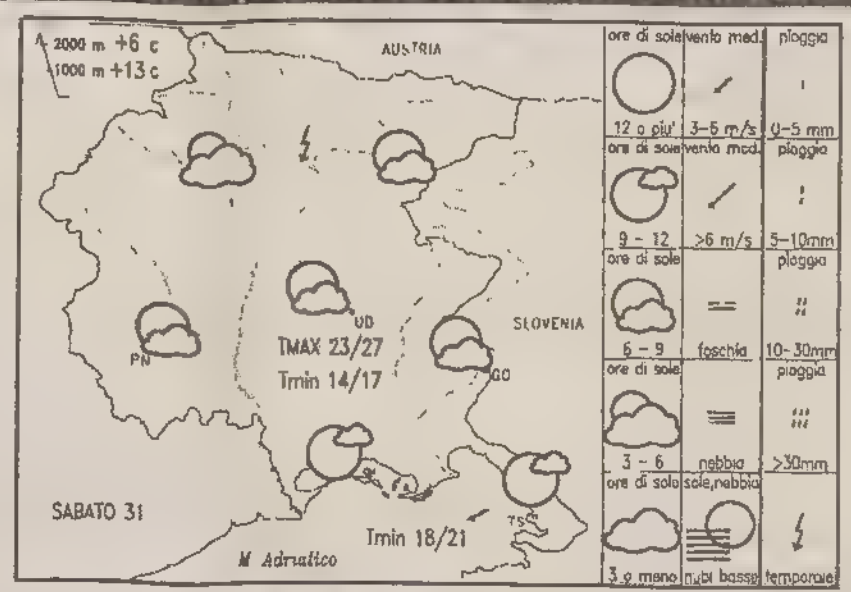 2000 m +6 c
1000 m +13 c
AUSTRIA
SLOVENIA
UD
PN
GO
TMAX 23/27
Tmin 14/17
SABATO 31
TS
Tmin 18/21
M Adriatico
ore di sole vento med. pioggia
12 o piu' 3-6 m/s 0-5 mm
ore di sole vento med. pioggia
9 - 12 >6 m/s 5-10mm
ore di sole pioggia
6 - 9 foschia 10-30mm
ore di sole pioggia
3 - 6 nebbia >30mm
ore di sole sole,nebbia
3 o meno nubi basse temporale